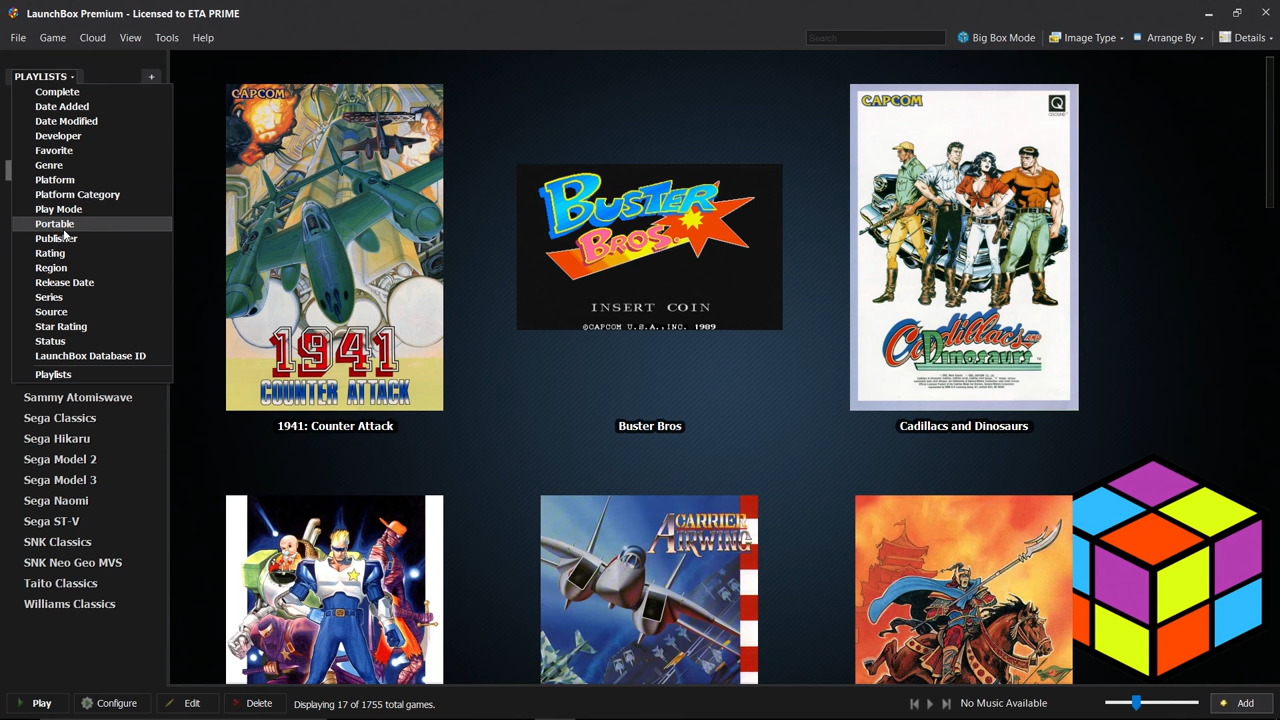 LaunchBox Premium - Licensed to ETA PRIME
File Game Cloud View Tools Help
Search
Big Box Mode
Image Type
Arrange By
Details
PLAYLISTS
+
Complete
Date Added
Date Modified
Developer
Favorite
Genre
Platform
Platform Category
Play Mode
Portable
Publisher
Rating
Region
Release Date
Series
Source
Star Rating
Status
LaunchBox Database ID
Playlists
Sammy Atomiswave
Sega Classics
Sega Hikaru
Sega Model 2
Sega Model 3
Sega Naomi
Sega ST-V
SNK Classics
SNK Neo Geo MVS
Taito Classics
Williams Classics
CAPCOM
1941
COUNTER ATTACK
1941: Counter Attack
BUSTER
BROS.
INSERT COIN
©CAPCOM U.S.A., INC. 1989
Buster Bros
CAPCOM
Q
QSOUND
Cadillacs AND
Dinosaurs
Cadillacs and Dinosaurs
CARRIER
AIRWING
Play
Configure
Edit
Delete
Displaying 17 of 1755 total games.
No Music Available
Add